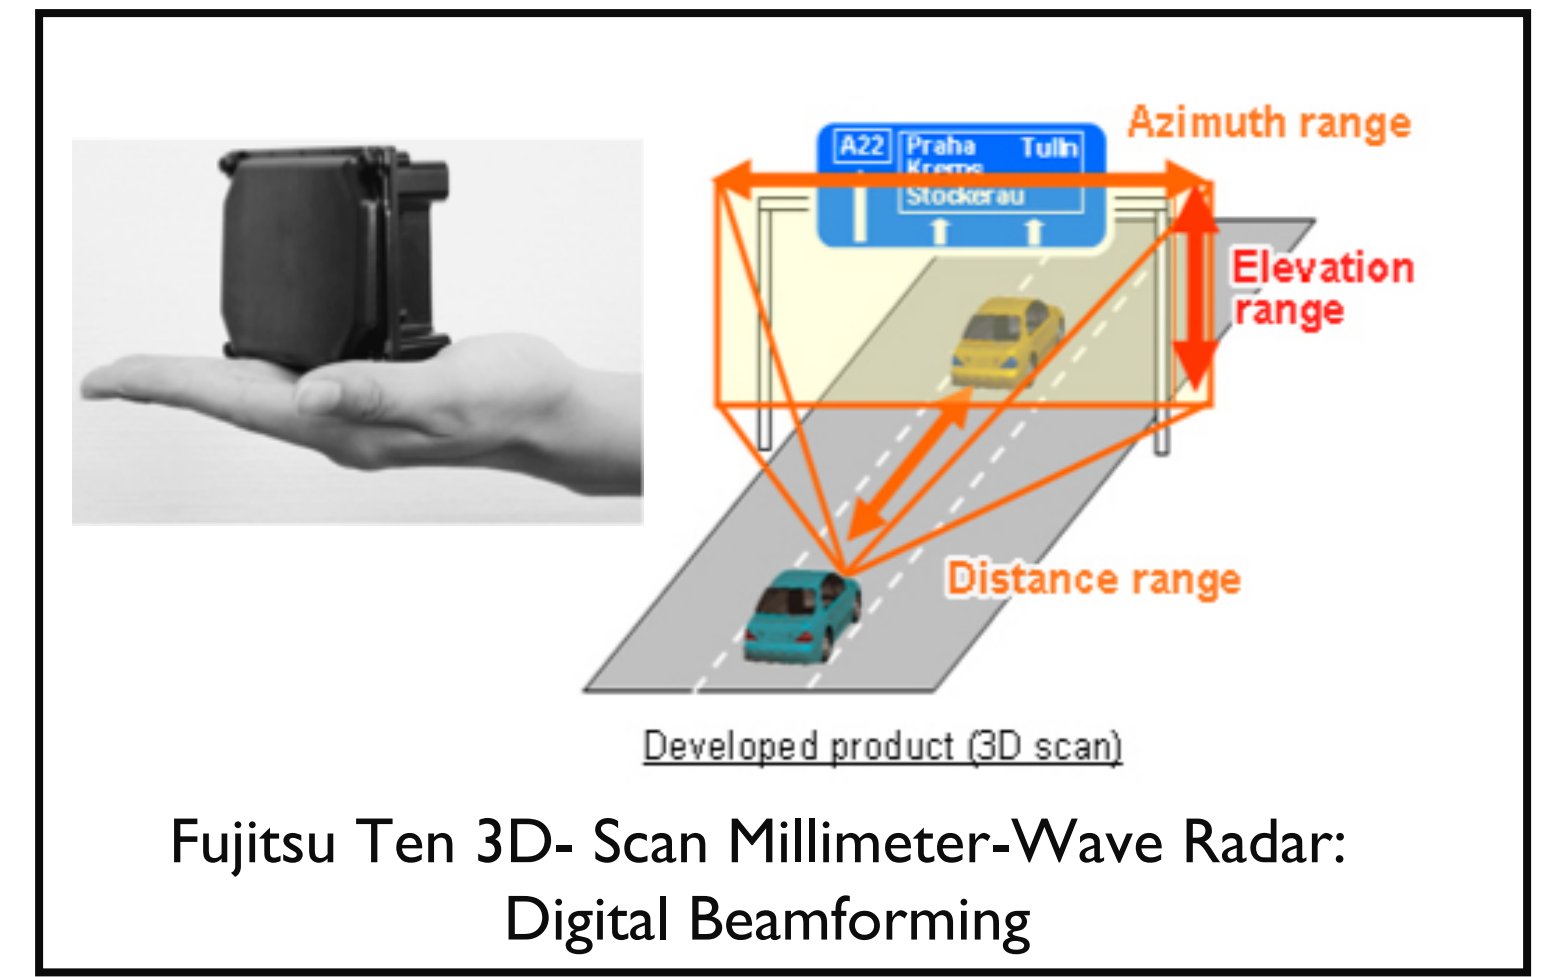 Azimuth range
A22
Praha Tulln
Krems
Stockerau
Elevation
range
Distance range
Developed product (3D scan)
Fujitsu Ten 3D- Scan Millimeter-Wave Radar:
Digital Beamforming